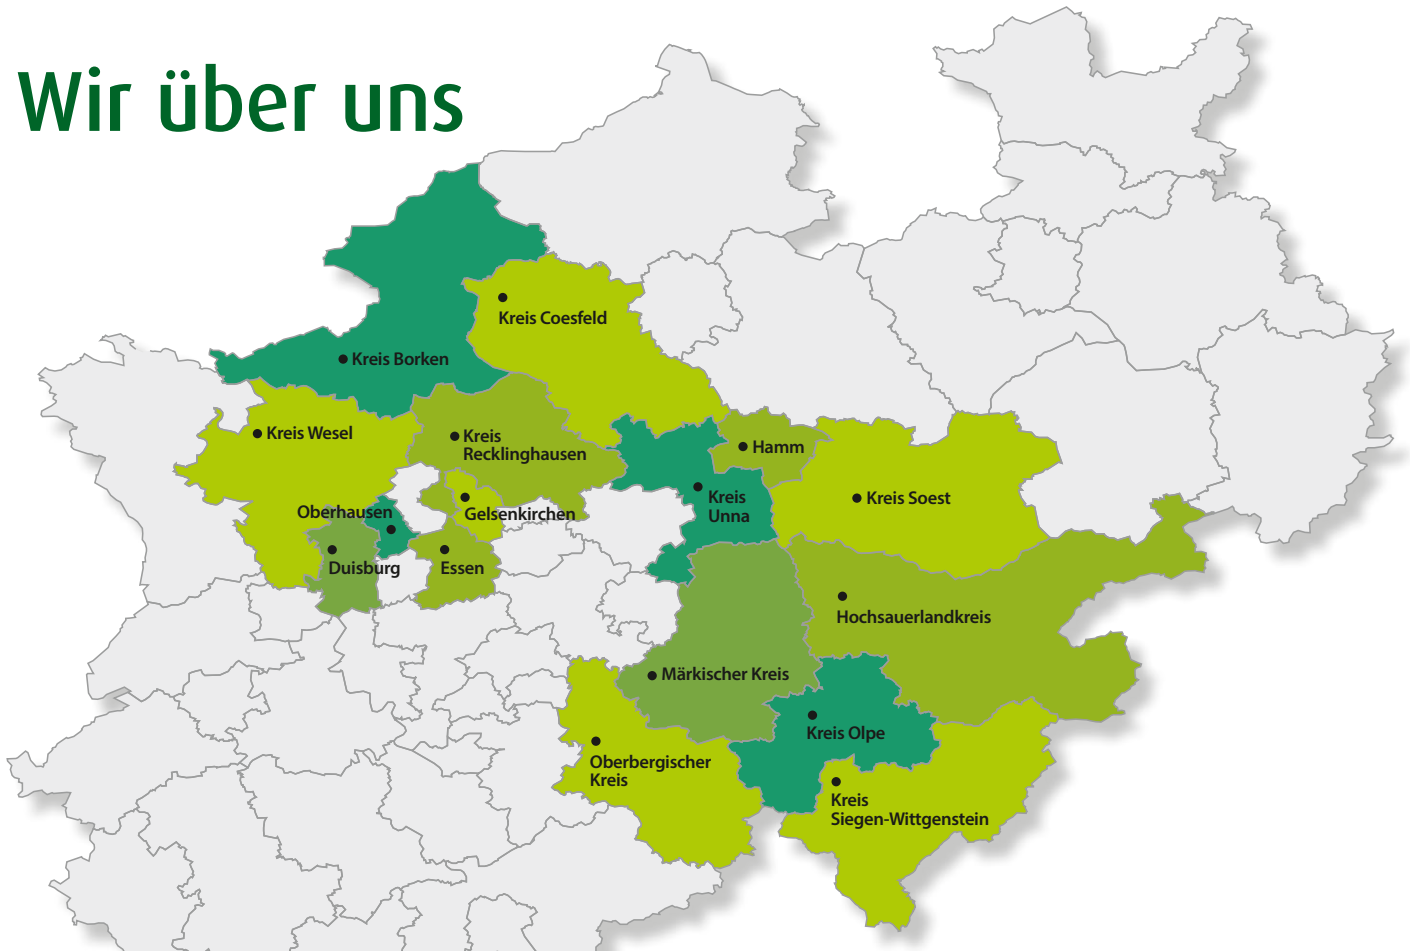 Wir über uns
Kreis Coesfeld
Kreis Borken
Kreis Wesel
Kreis
Recklinghausen
Hamm
Kreis
Unna
Kreis Soest
Oberhausen
Gelsenkirchen
Duisburg
Essen
Hochsauerlandkreis
Märkischer Kreis
Kreis Olpe
Oberbergischer
Kreis
Kreis
Siegen-Wittgenstein